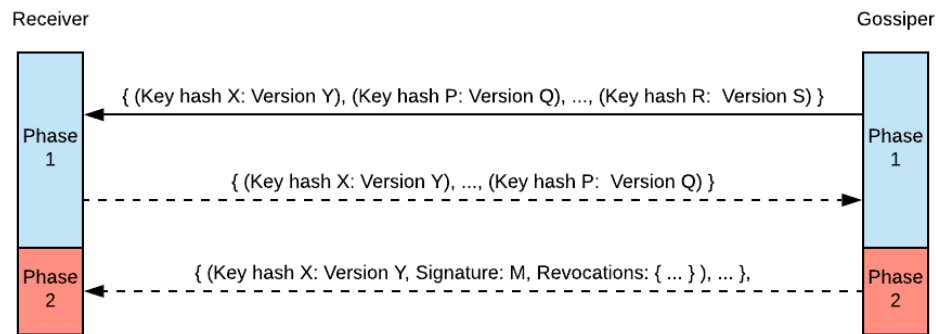 Receiver
Gossiper
{ (Key hash X: Version Y), (Key hash P: Version Q), ..., (Key hash R:  Version S) }
Phase
1
Phase
1
{ (Key hash X: Version Y), ..., (Key hash P:  Version Q) }
Phase
2
{ (Key hash X: Version Y, Signature: M, Revocations: { ... } ), ... },
Phase
2